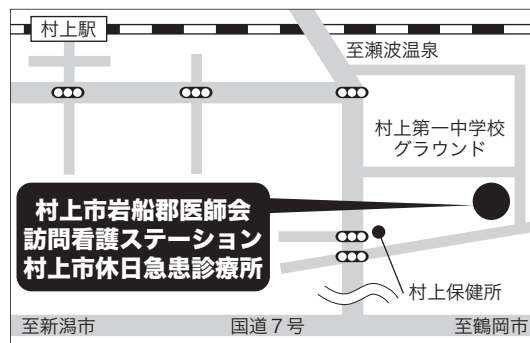 村上駅
至瀬波温泉
村上第一中学校
グラウンド
村上市岩船郡医師会
訪問看護ステーション
村上市休日急患診療所
村上保健所
至新潟市
国道7号
至鶴岡市